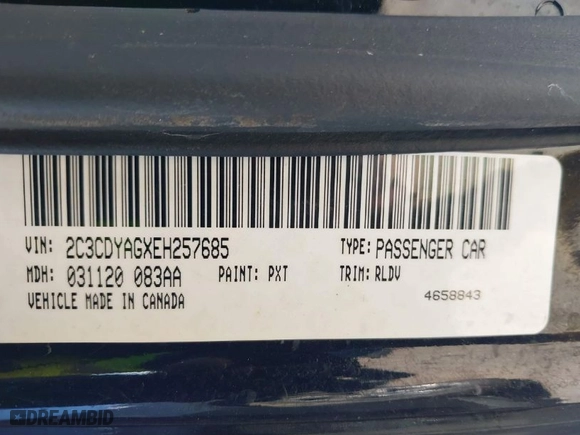 VIN: 2C3CDYAGXEH257685 TYPE: PASSENGER CAR
MDH: 031120 083AA PAINT: PXT TRIM: RLDV
VEHICLE MADE IN CANADA 4658843
DREAMBID